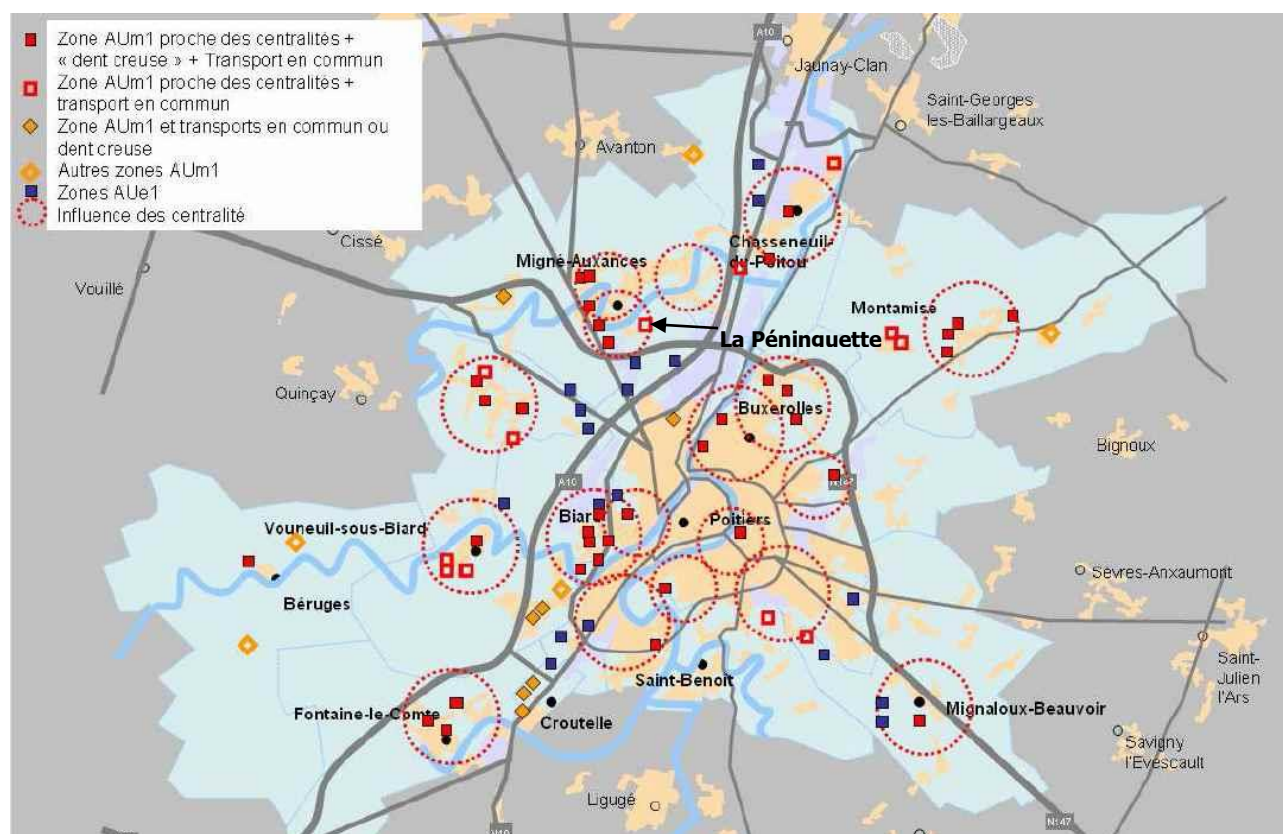 Zone AUm1 proche des centralités +
« dent creuse » + Transport en commun
Zone AUm1 proche des centralités +
transport en commun
Zone AUm1 et transports en commun ou
dent creuse
Autres zones AUm1
Zones AUe1
Influence des centralité
A10
Jaunay-Clan
Saint-Georges
les-Baillargeaux
Avanton
Cissé
Vouillé
Migné-Auxances
Chasseneuil-
du-Poitou
Montamisé
La Péninguette
Quinçay
Buxerolles
Bignoux
A10
N147
Vouneuil-sous-Biard
Biard
Poitiers
Sèvres-Anxaumont
Béruges
Saint-Benoît
Saint-
Julien
l'Ars
Fontaine-le-Comte
Croutelle
Mignaloux-Beauvoir
Savigny
l'Evescault
Ligugé
N10
N147